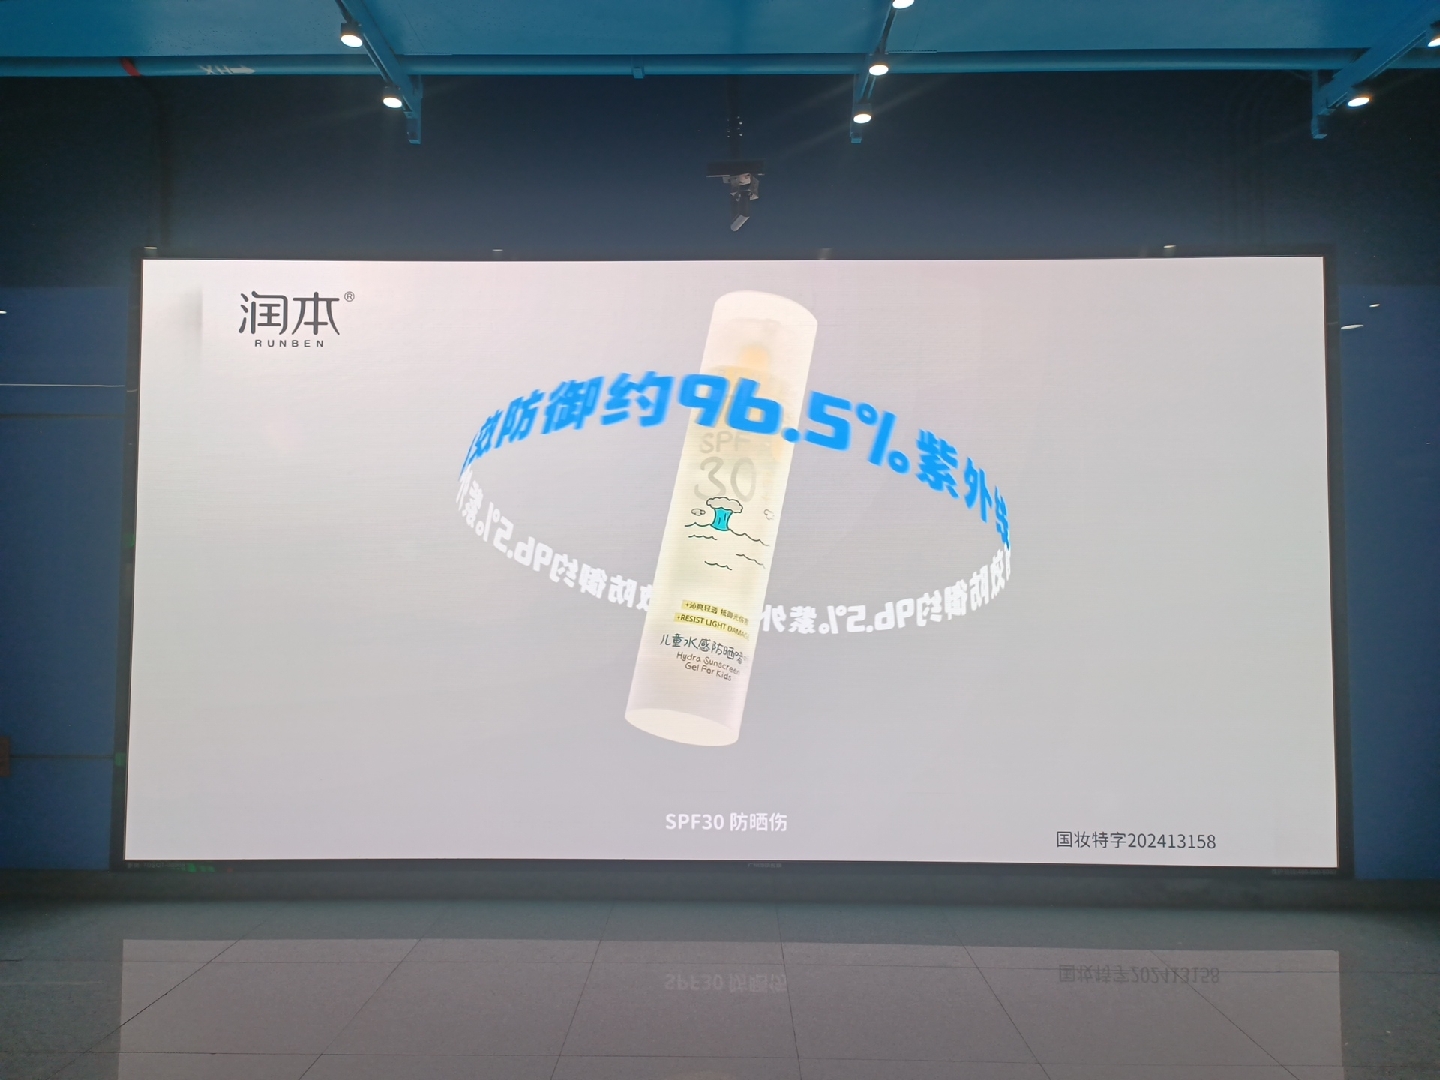 润本®
RUNBEN
效防御约96.5%紫外线
SPF
30
+RESIST LIGHT DAMAGE
儿童水感防晒
Hydra Sunscreen
Gel For Kids
SPF30 防晒伤
国妆特字202413158